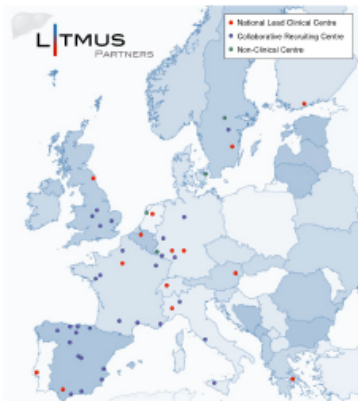 LITMUS
PARTNERS
National Lead Clinical Centre
Collaborative Recruiting Centre
Non-Clinical Centre